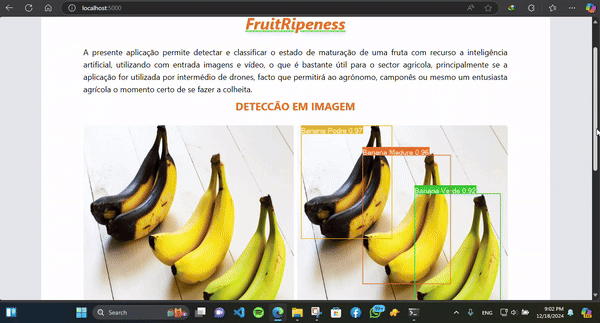 localhost:5000
FruitRipeness
A presente aplicação permite detectar e classificar o estado de maturação de uma fruta com recurso a inteligência
artificial, utilizando com entrada imagens e vídeo, o que é bastante útil para o sector agricola, principalmente se a
aplicação for utilizada por intermédio de drones, facto que permitirá ao agrónomo, camponês ou mesmo um entusiasta
agrícola o momento certo de se fazer a colheita.
DETECCÃO EM IMAGEM
Banana Podre 0.97
Banana Madura 0.96
Banana Verde 0.92
Search
ENG
9:02 PM
12/18/2024